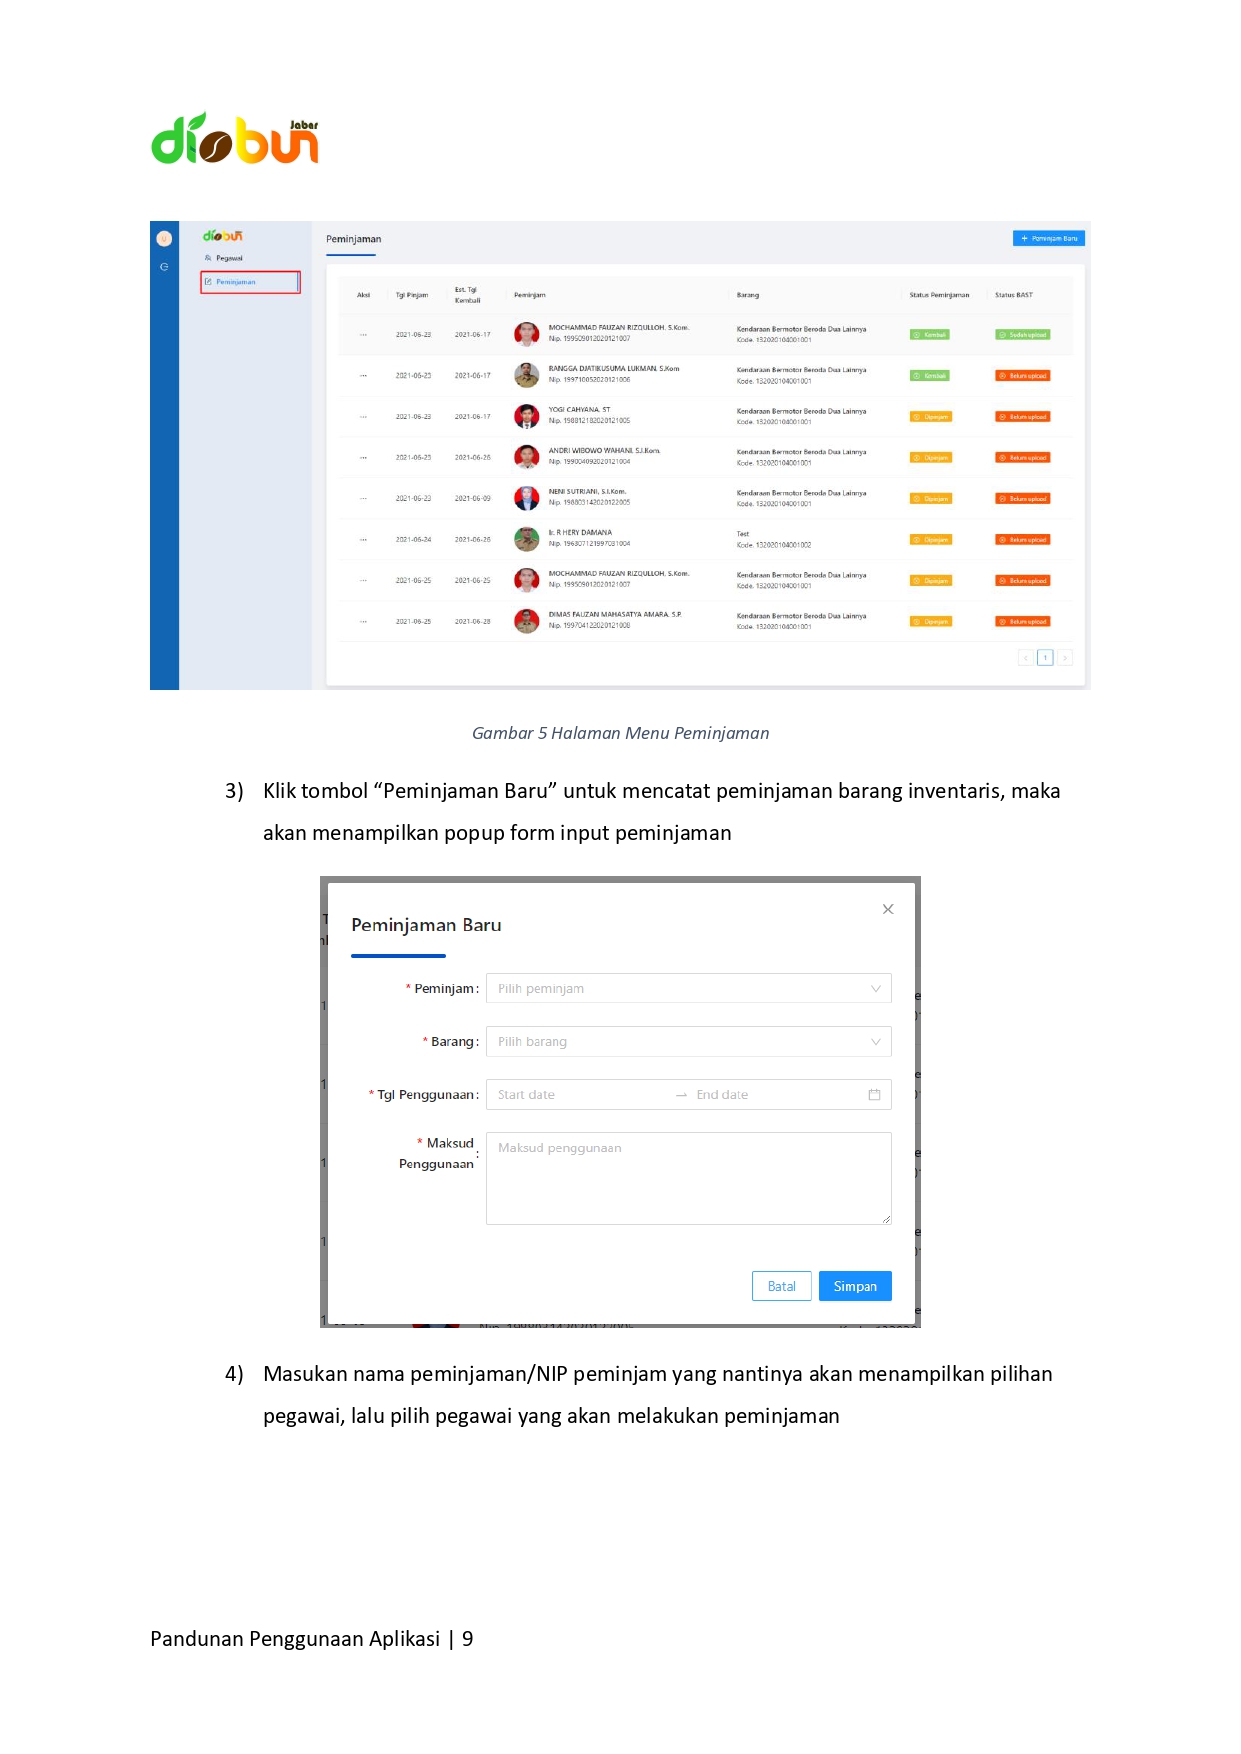 disbun Jabar
disbun
Pegawai
Peminjaman
Peminjaman
+ Peminjam Baru
Aksi Tgl Pinjam Est. Tgl Kembali Peminjam Barang Status Peminjaman Status BAST
... 2021-06-23 2021-06-17 MOCHAMMAD FAUZAN RIZQULLOH, S.Kom. Kendaraan Bermotor Beroda Dua Lainnya Kembali Sudah upload
Nip. 199509012020121007 Kode. 132020104001001
... 2021-06-23 2021-06-17 RANGGA DJATIKUSUMA LUKMAN, S.Kom Kendaraan Bermotor Beroda Dua Lainnya Kembali Belum upload
Nip. 199710052020121006 Kode. 132020104001001
... 2021-06-23 2021-06-17 YOGI CAHYANA, ST Kendaraan Bermotor Beroda Dua Lainnya Dipinjam Belum upload
Nip. 198812182020121005 Kode. 132020104001001
... 2021-06-23 2021-06-26 ANDRI WIBOWO WAHANI, S.I.Kom. Kendaraan Bermotor Beroda Dua Lainnya Dipinjam Belum upload
Nip. 199004092020121004 Kode. 132020104001001
... 2021-06-23 2021-06-09 NENI SUTRIANI, S.I.Kom. Kendaraan Bermotor Beroda Dua Lainnya Dipinjam Belum upload
Nip. 198803142020122005 Kode. 132020104001001
... 2021-06-24 2021-06-26 Ir. R HERY DAMANA Test Dipinjam Belum upload
Nip. 196307121997031004 Kode. 132020104001002
... 2021-06-25 2021-06-25 MOCHAMMAD FAUZAN RIZQULLOH, S.Kom. Kendaraan Bermotor Beroda Dua Lainnya Dipinjam Belum upload
Nip. 199509012020121007 Kode. 132020104001001
... 2021-06-25 2021-06-28 DIMAS FAUZAN MAHASATYA AMARA, S.P. Kendaraan Bermotor Beroda Dua Lainnya Dipinjam Belum upload
Nip. 199704122020121008 Kode. 132020104001001
< 1 >
Gambar 5 Halaman Menu Peminjaman
3) Klik tombol “Peminjaman Baru” untuk mencatat peminjaman barang inventaris, maka
akan menampilkan popup form input peminjaman
Peminjaman Baru
* Peminjam : Pilih peminjam
* Barang : Pilih barang
* Tgl Penggunaan : Start date → End date
* Maksud Penggunaan : Maksud penggunaan
Batal Simpan
4) Masukan nama peminjaman/NIP peminjam yang nantinya akan menampilkan pilihan
pegawai, lalu pilih pegawai yang akan melakukan peminjaman
Pandunan Penggunaan Aplikasi | 9